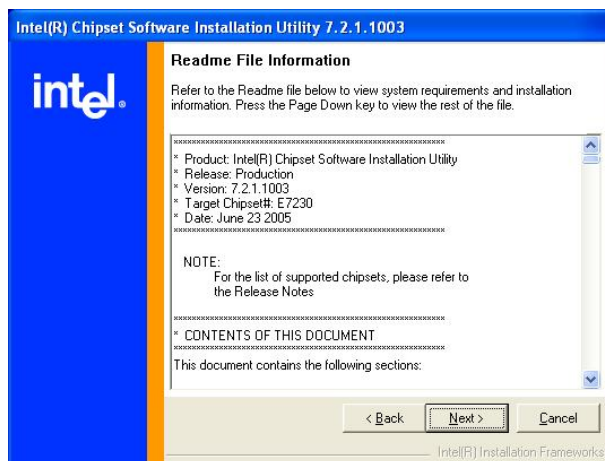 Intel(R) Chipset Software Installation Utility 7.2.1.1003
intel®
Readme File Information
Refer to the Readme file below to view system requirements and installation
information. Press the Page Down key to view the rest of the file.
************************************************************
* Product: Intel(R) Chipset Software Installation Utility
* Release: Production
* Version: 7.2.1.1003
* Target Chipset#: E7230
* Date: June 23 2005
************************************************************
NOTE:
For the list of supported chipsets, please refer to
the Release Notes
************************************************************
* CONTENTS OF THIS DOCUMENT
************************************************************
This document contains the following sections:
< Back
Next >
Cancel
Intel(R) Installation Frameworks